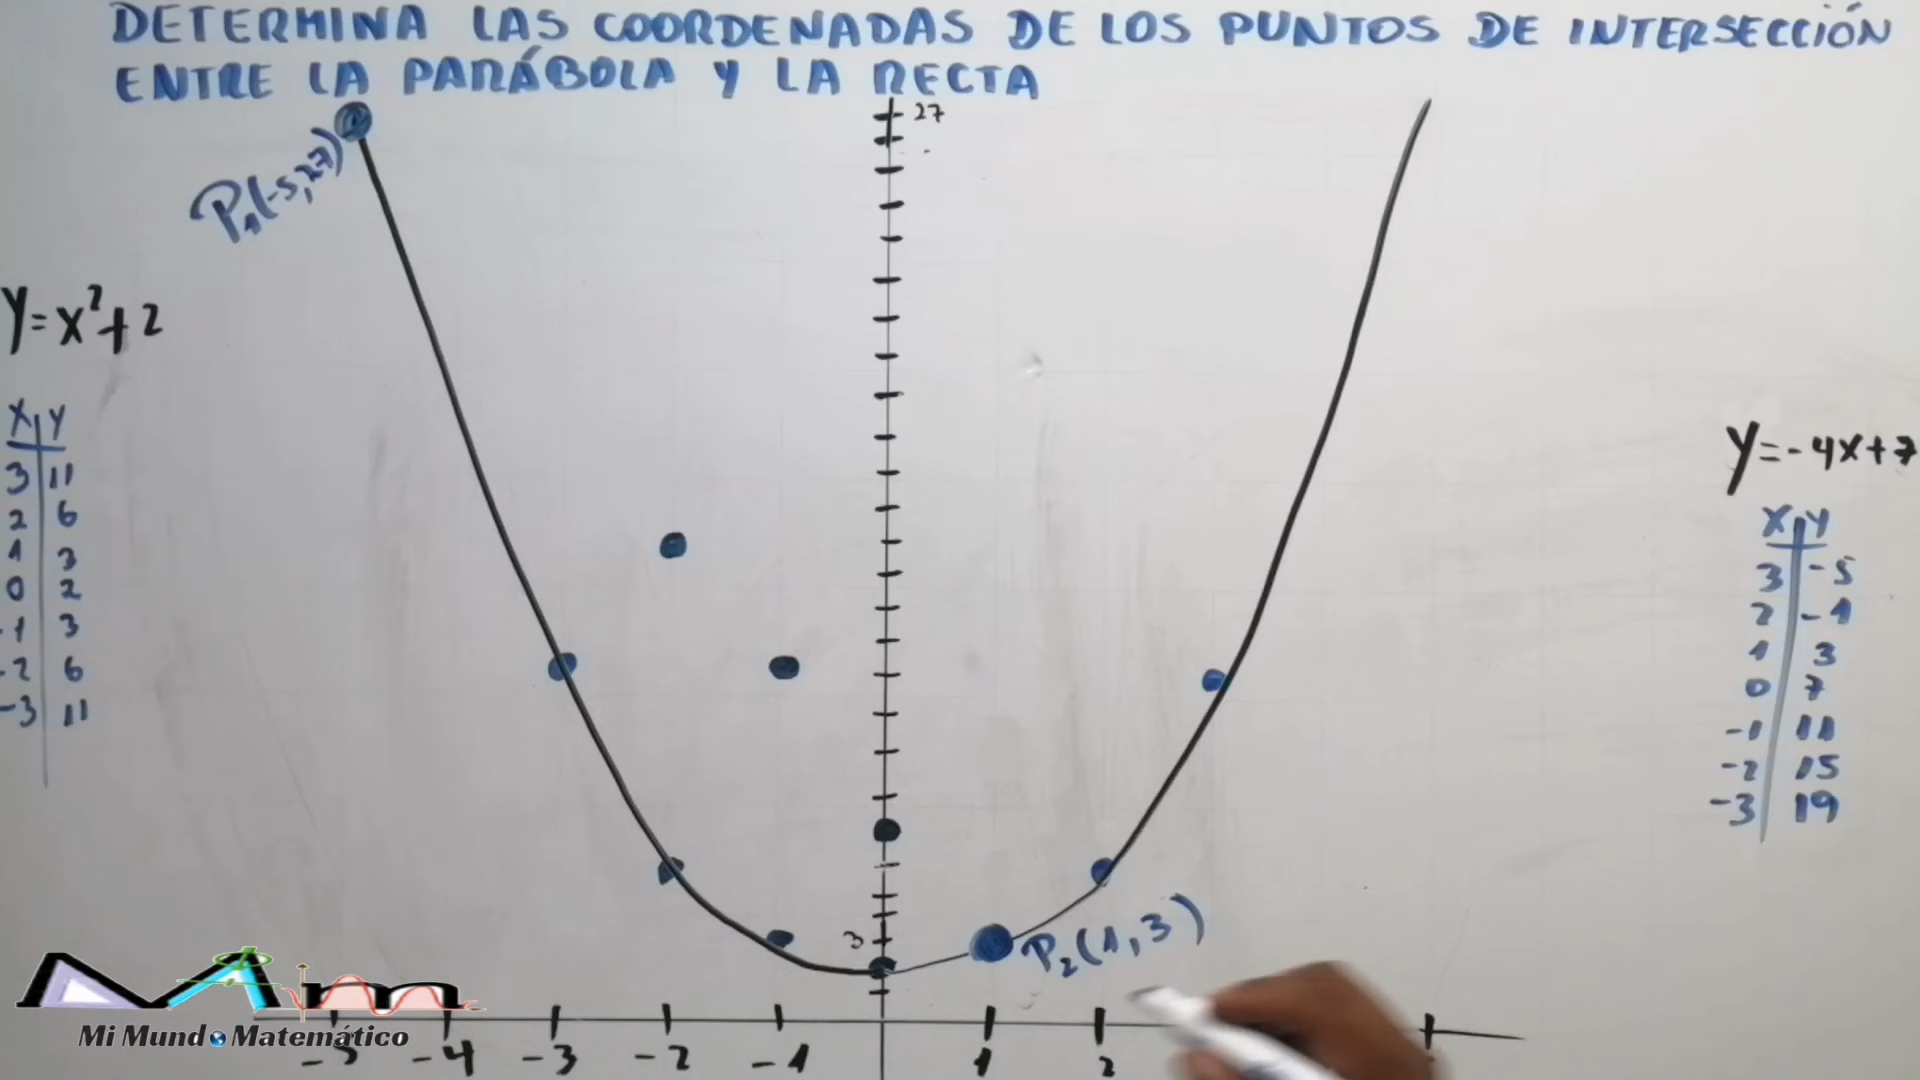 DETERMINA LAS COORDENADAS DE LOS PUNTOS DE INTERSECCIÓN
ENTRE LA PARÁBOLA Y LA RECTA
27
P1(-5,27)
Y=x²+2
X Y
3 11
2 6
1 3
0 2
-1 3
-2 6
-3 11
y=-4x+7
X Y
3 -5
2 -1
1 3
0 7
-1 11
-2 15
-3 19
3
P2(1,3)
-5 -4 -3 -2 -1 1 2
Mim
Mi Mundo Matemático